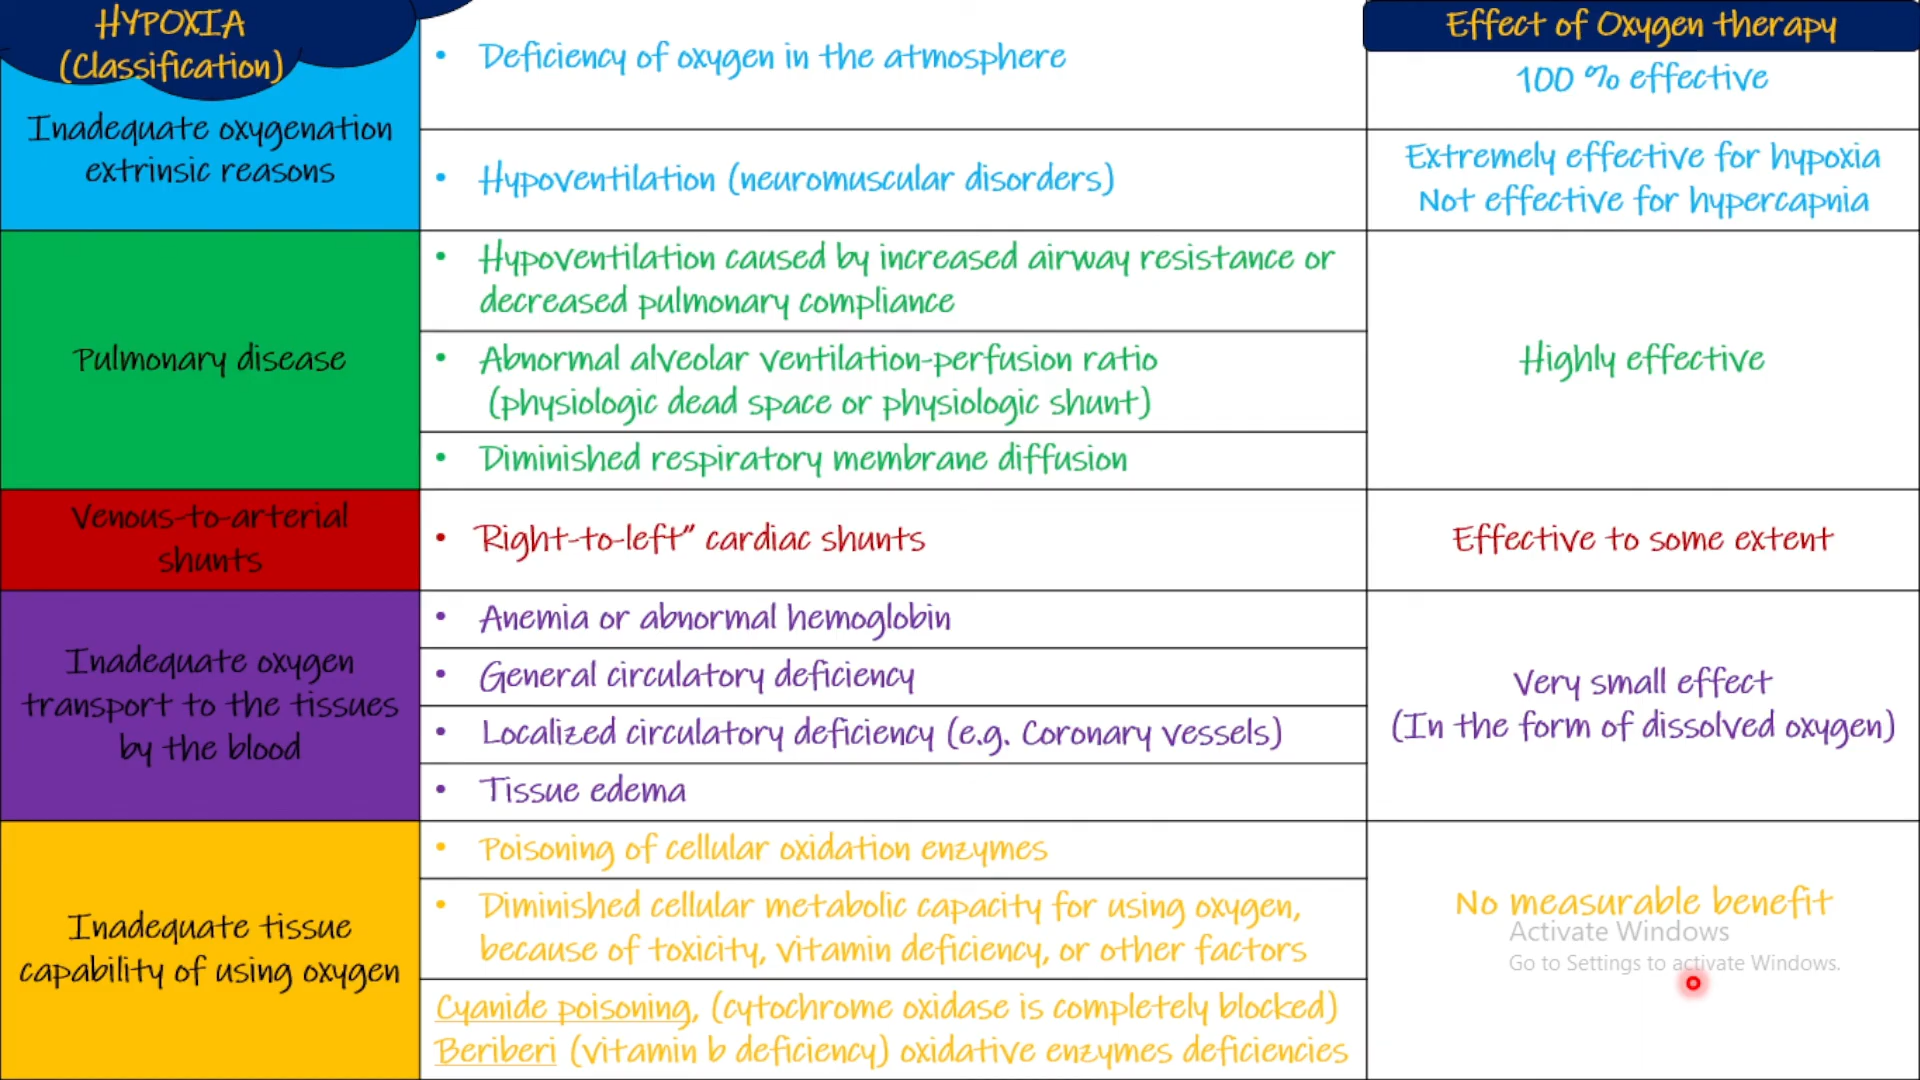 HYPOXIA
(Classification)
Effect of Oxygen therapy
Inadequate oxygenation
extrinsic reasons
• Deficiency of oxygen in the atmosphere
100 % effective
• Hypoventilation (neuromuscular disorders)
Extremely effective for hypoxia
Not effective for hypercapnia
Pulmonary disease
• Hypoventilation caused by increased airway resistance or
decreased pulmonary compliance
• Abnormal alveolar ventilation-perfusion ratio
(physiologic dead space or physiologic shunt)
• Diminished respiratory membrane diffusion
Highly effective
Venous-to-arterial
shunts
• Right-to-left” cardiac shunts
Effective to some extent
Inadequate oxygen
transport to the tissues
by the blood
• Anemia or abnormal hemoglobin
• General circulatory deficiency
• Localized circulatory deficiency (e.g. Coronary vessels)
• Tissue edema
Very small effect
(In the form of dissolved oxygen)
Inadequate tissue
capability of using oxygen
• Poisoning of cellular oxidation enzymes
• Diminished cellular metabolic capacity for using oxygen,
because of toxicity, vitamin deficiency, or other factors
Cyanide poisoning, (cytochrome oxidase is completely blocked)
Beriberi (vitamin b deficiency) oxidative enzymes deficiencies
No measurable benefit
Activate Windows
Go to Settings to activate Windows.